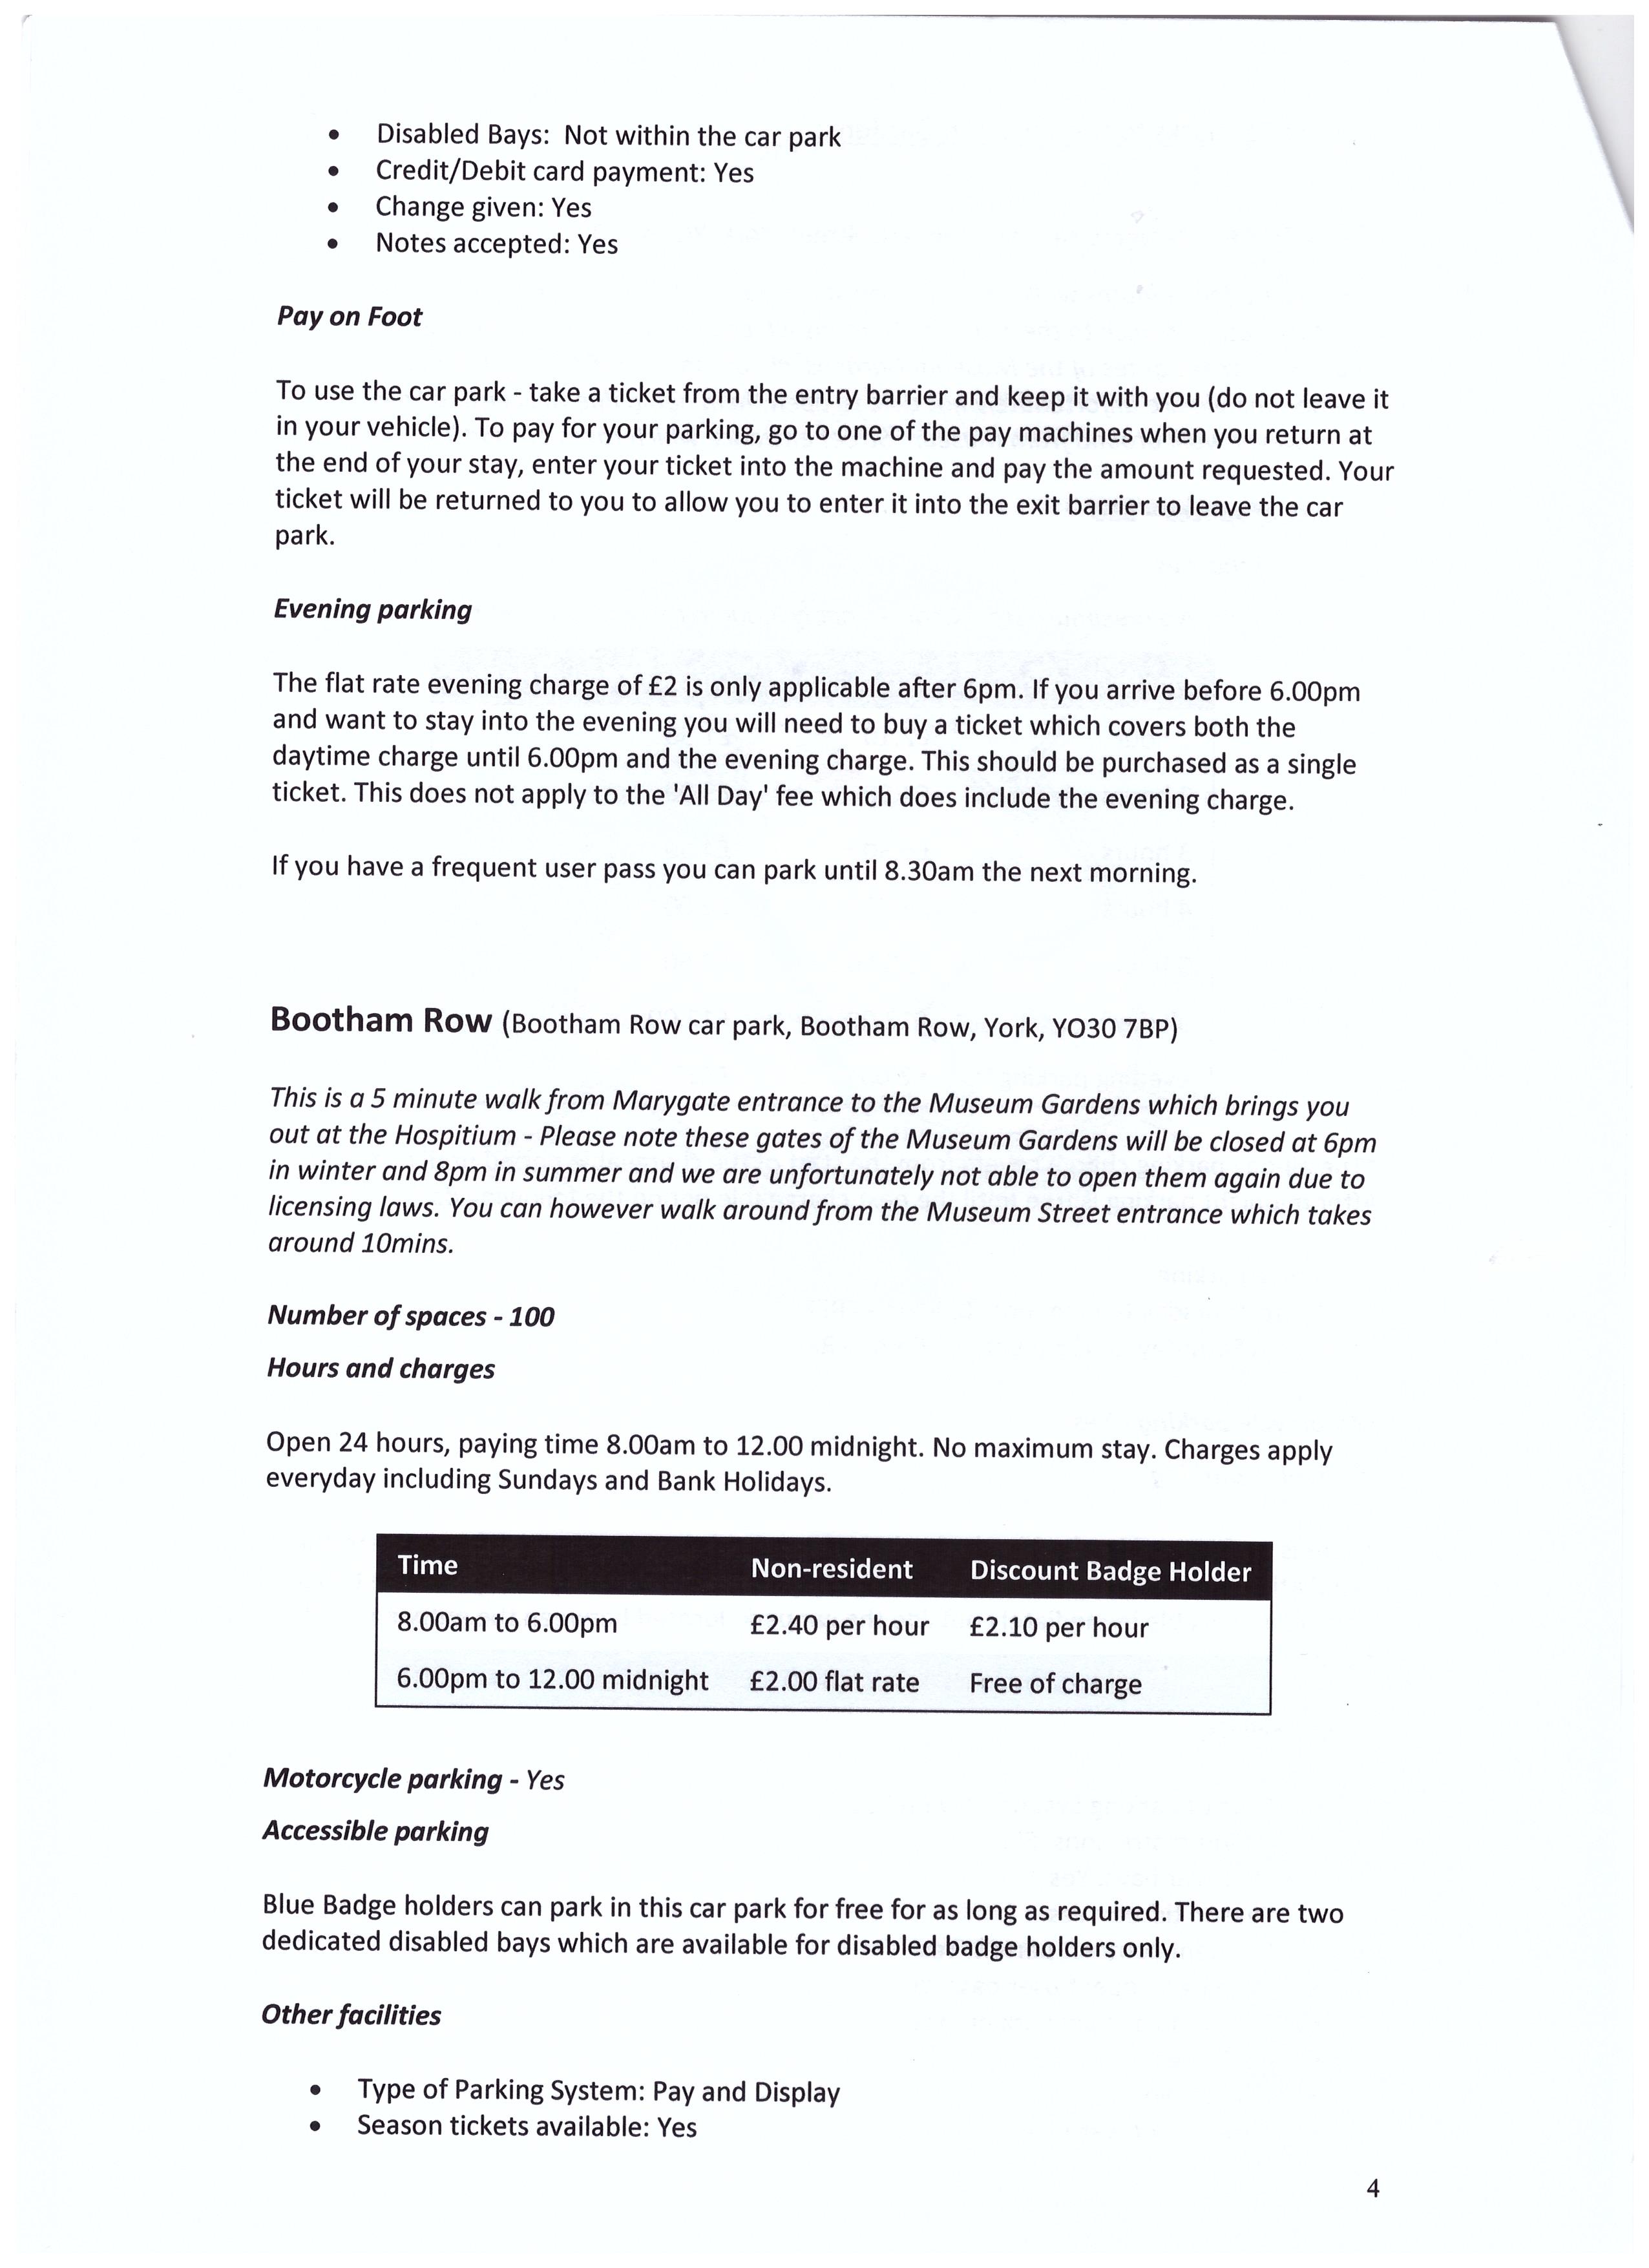 • Disabled Bays:  Not within the car park
• Credit/Debit card payment: Yes
• Change given: Yes
• Notes accepted: Yes
Pay on Foot
To use the car park - take a ticket from the entry barrier and keep it with you (do not leave it
in your vehicle). To pay for your parking, go to one of the pay machines when you return at
the end of your stay, enter your ticket into the machine and pay the amount requested. Your
ticket will be returned to you to allow you to enter it into the exit barrier to leave the car
park.
Evening parking
The flat rate evening charge of £2 is only applicable after 6pm. If you arrive before 6.00pm
and want to stay into the evening you will need to buy a ticket which covers both the
daytime charge until 6.00pm and the evening charge. This should be purchased as a single
ticket. This does not apply to the 'All Day' fee which does include the evening charge.
If you have a frequent user pass you can park until 8.30am the next morning.
Bootham Row (Bootham Row car park, Bootham Row, York, YO30 7BP)
This is a 5 minute walk from Marygate entrance to the Museum Gardens which brings you
out at the Hospitium - Please note these gates of the Museum Gardens will be closed at 6pm
in winter and 8pm in summer and we are unfortunately not able to open them again due to
licensing laws. You can however walk around from the Museum Street entrance which takes
around 10mins.
Number of spaces - 100
Hours and charges
Open 24 hours, paying time 8.00am to 12.00 midnight. No maximum stay. Charges apply
everyday including Sundays and Bank Holidays.
Time Non-resident Discount Badge Holder
8.00am to 6.00pm £2.40 per hour £2.10 per hour
6.00pm to 12.00 midnight £2.00 flat rate Free of charge
Motorcycle parking - Yes
Accessible parking
Blue Badge holders can park in this car park for free for as long as required. There are two
dedicated disabled bays which are available for disabled badge holders only.
Other facilities
• Type of Parking System: Pay and Display
• Season tickets available: Yes
4